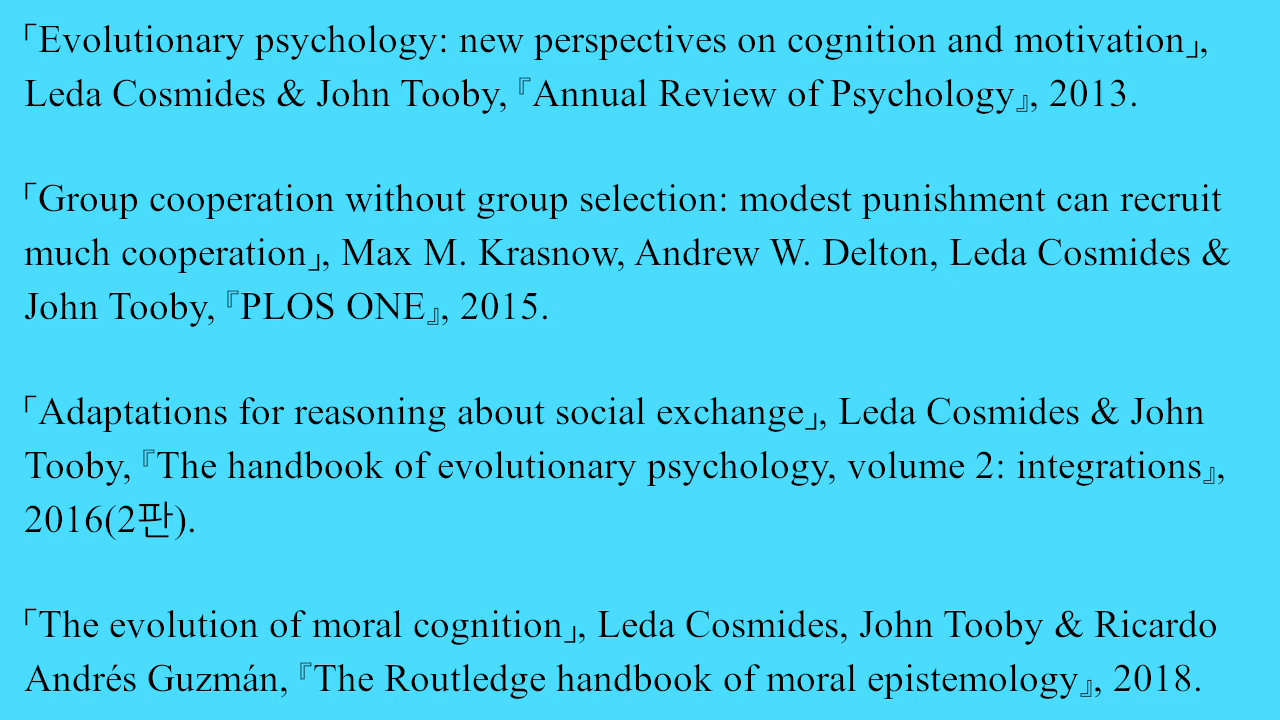 「Evolutionary psychology: new perspectives on cognition and motivation」,
Leda Cosmides & John Tooby, 『Annual Review of Psychology』, 2013.
「Group cooperation without group selection: modest punishment can recruit
much cooperation」, Max M. Krasnow, Andrew W. Delton, Leda Cosmides &
John Tooby, 『PLOS ONE』, 2015.
「Adaptations for reasoning about social exchange」, Leda Cosmides & John
Tooby, 『The handbook of evolutionary psychology, volume 2: integrations』,
2016(2판).
「The evolution of moral cognition」, Leda Cosmides, John Tooby & Ricardo
Andrés Guzmán, 『The Routledge handbook of moral epistemology』, 2018.